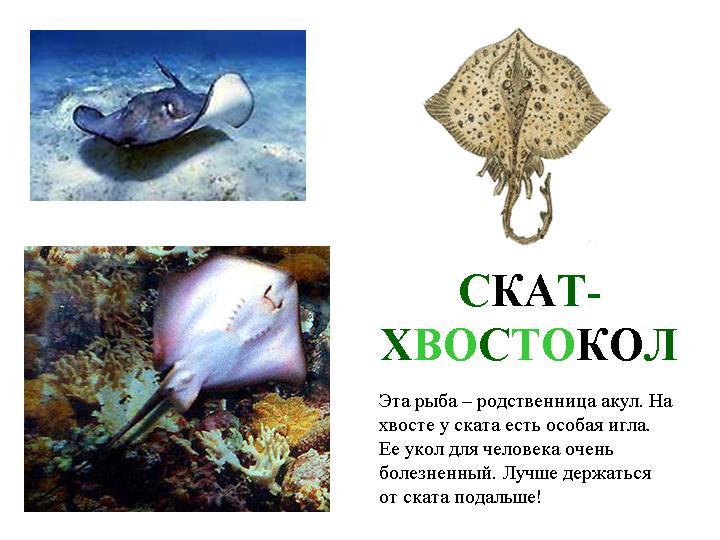 СКАТ-
ХВОСТОКОЛ
Эта рыба – родственница акул. На
хвосте у ската есть особая игла.
Ее укол для человека очень
болезненный. Лучше держаться
от ската подальше!